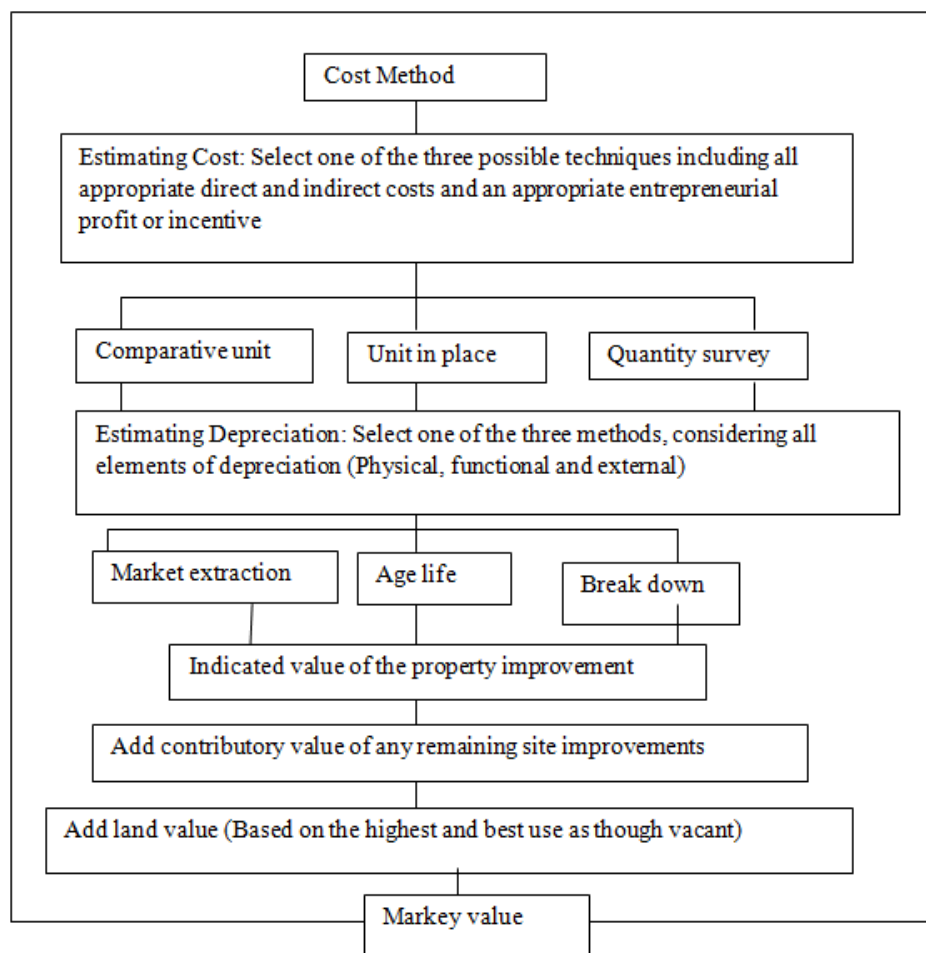 Cost Method
Estimating Cost: Select one of the three possible techniques including all
appropriate direct and indirect costs and an appropriate entrepreneurial
profit or incentive
Comparative unit
Unit in place
Quantity survey
Estimating Depreciation: Select one of the three methods, considering all
elements of depreciation (Physical, functional and external)
Market extraction
Age life
Break down
Indicated value of the property improvement
Add contributory value of any remaining site improvements
Add land value (Based on the highest and best use as though vacant)
Markey value